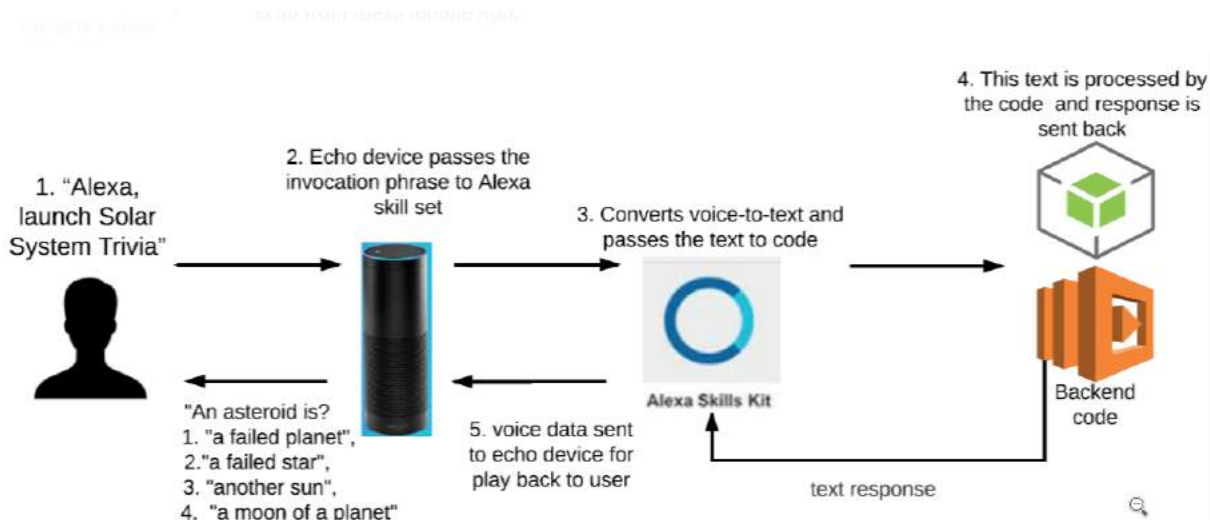 1. “Alexa,
launch Solar
System Trivia”
2. Echo device passes the
invocation phrase to Alexa
skill set
3. Converts voice-to-text and
passes the text to code
4. This text is processed by
the code and response is
sent back
Alexa Skills Kit
Backend
code
text response
5. voice data sent
to echo device for
play back to user
"An asteroid is?
1. "a failed planet",
2."a failed star",
3. "another sun",
4. "a moon of a planet"